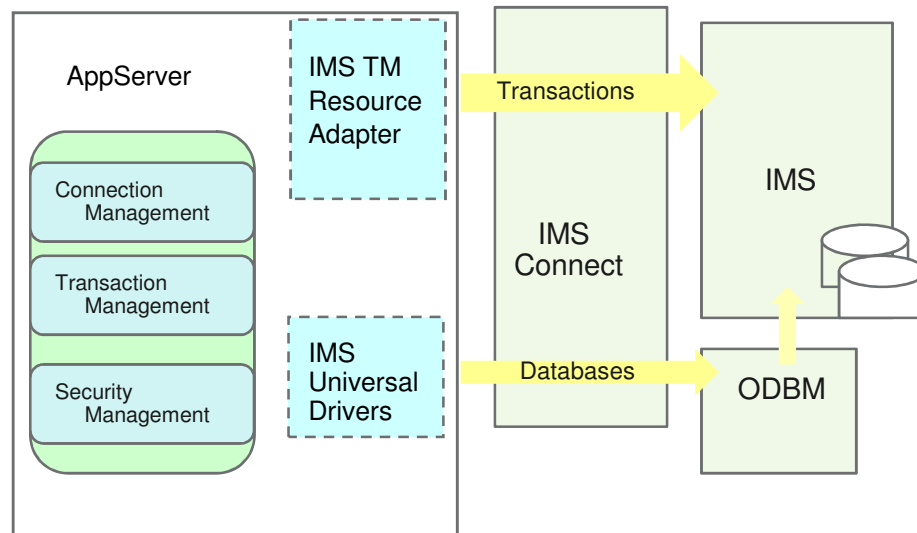 AppServer
Connection
Management
Transaction
Management
Security
Management
IMS TM
Resource
Adapter
IMS
Universal
Drivers
Transactions
IMS
Connect
Databases
IMS
ODBM